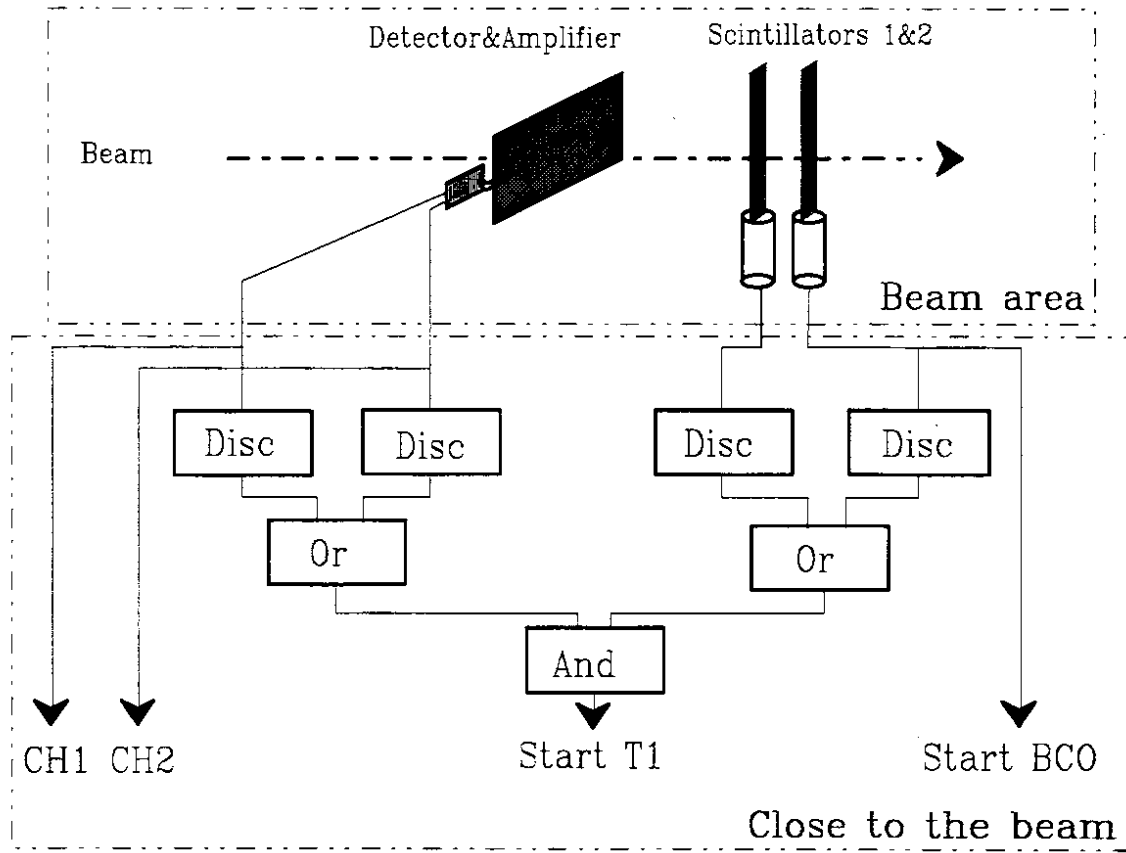 Detector&Amplifier
Scintillators 1&2
Beam
Beam area
Disc
Disc
Disc
Disc
Or
Or
And
CH1 CH2
Start T1
Start BCO
Close to the beam